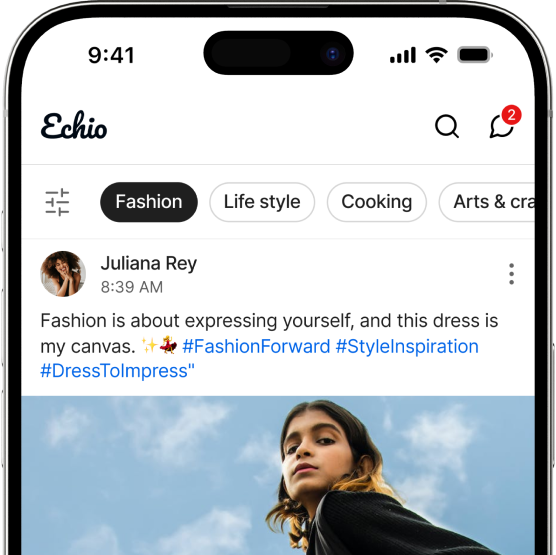 9:41
Echio
2
Fashion Life style Cooking Arts & cra
Juliana Rey
8:39 AM
Fashion is about expressing yourself, and this dress is
my canvas. ✨💃 #FashionForward #StyleInspiration
#DressToImpress"